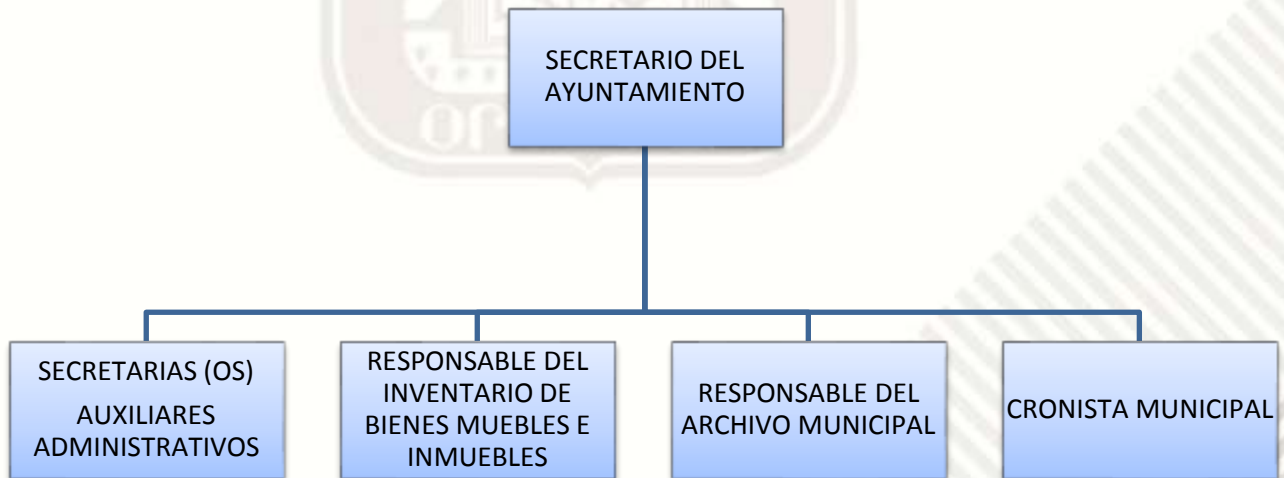 SECRETARIO DEL
AYUNTAMIENTO
SECRETARIAS (OS)
AUXILIARES
ADMINISTRATIVOS
RESPONSABLE DEL
INVENTARIO DE
BIENES MUEBLES E
INMUEBLES
RESPONSABLE DEL
ARCHIVO MUNICIPAL
CRONISTA MUNICIPAL